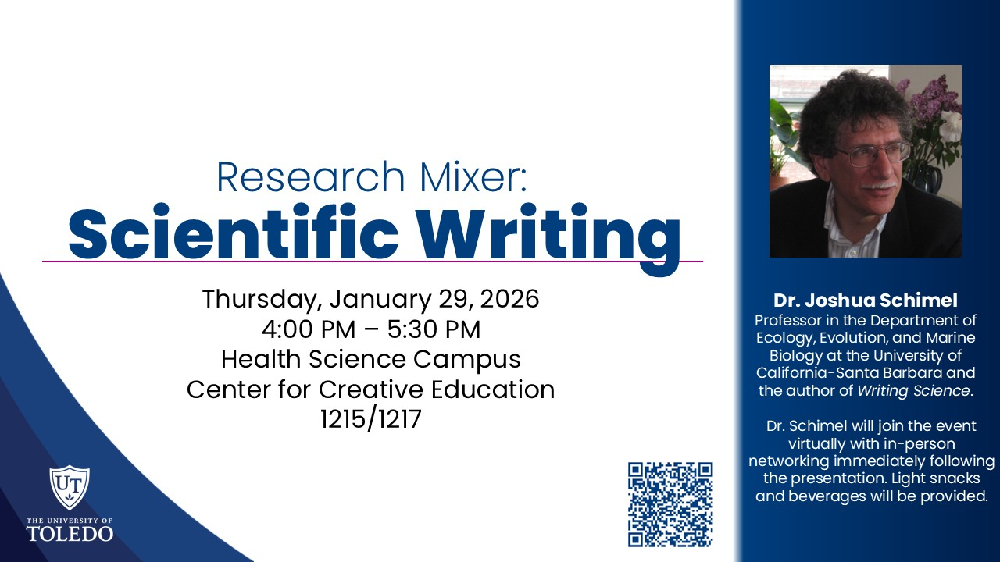 Research Mixer:
Scientific Writing
Thursday, January 29, 2026
4:00 PM – 5:30 PM
Health Science Campus
Center for Creative Education
1215/1217
UT
THE UNIVERSITY OF
TOLEDO
Dr. Joshua Schimel
Professor in the Department of
Ecology, Evolution, and Marine
Biology at the University of
California-Santa Barbara and
the author of Writing Science.
Dr. Schimel will join the event
virtually with in-person
networking immediately following
the presentation. Light snacks
and beverages will be provided.